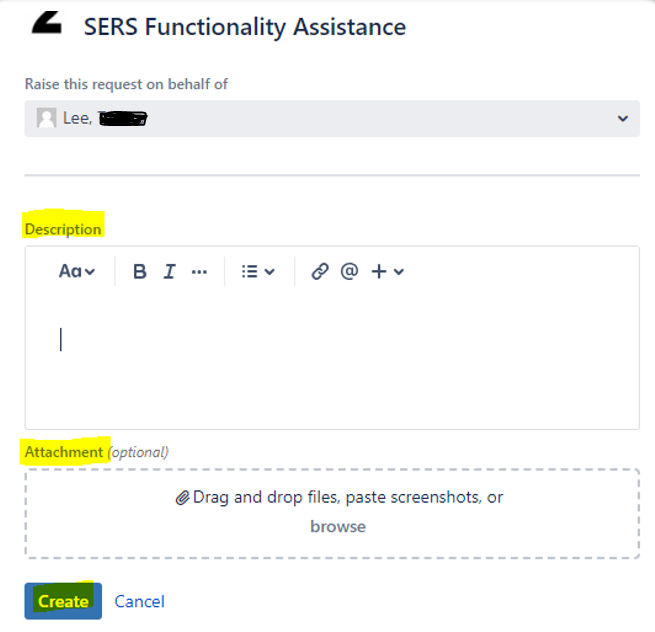 SERS Functionality Assistance
Raise this request on behalf of
Lee,
Description
Aa B I ... @ +
Attachment (optional)
Drag and drop files, paste screenshots, or
browse
Create Cancel